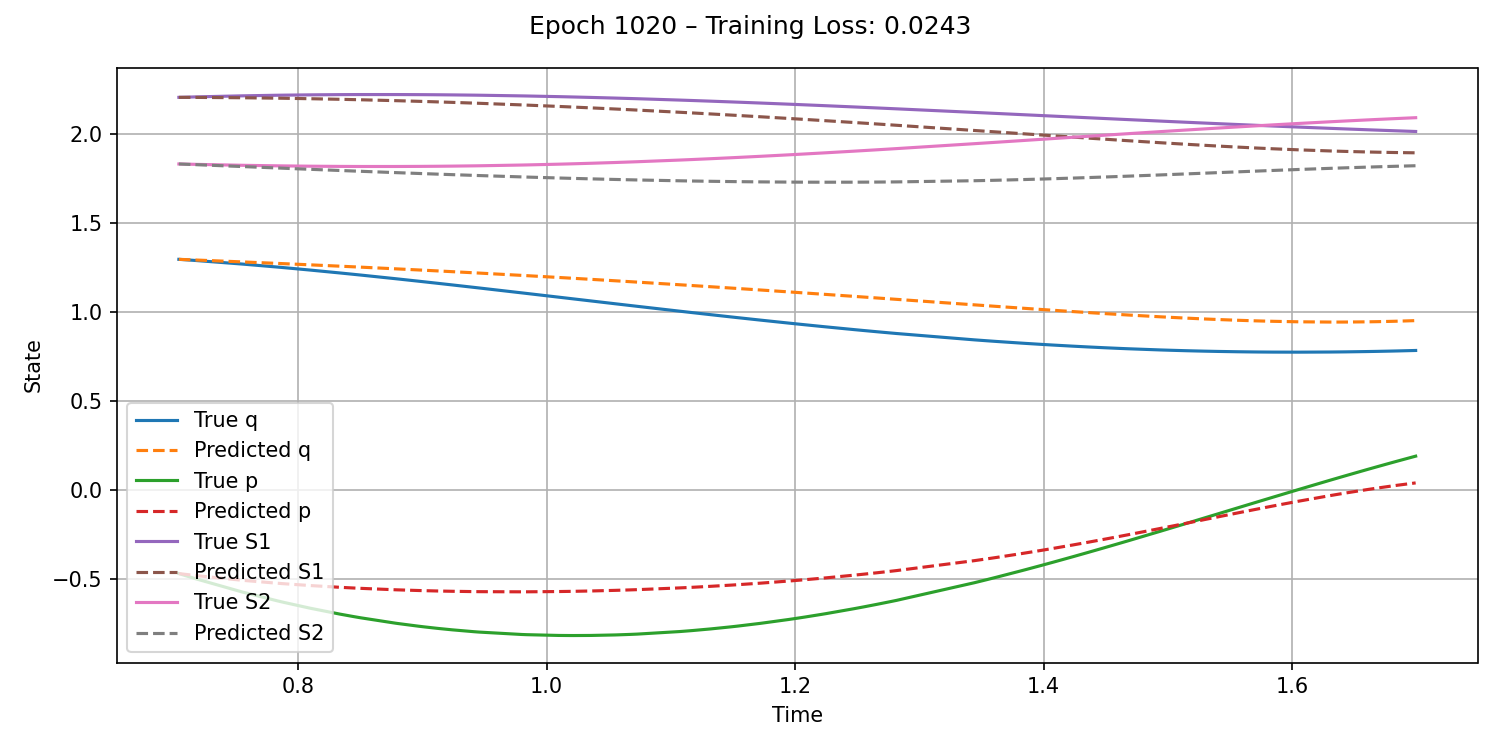 Epoch 1020 – Training Loss: 0.0243
State
2.0
1.5
1.0
0.5
0.0
−0.5
True q
Predicted q
True p
Predicted p
True S1
Predicted S1
True S2
Predicted S2
0.8 1.0 1.2 1.4 1.6
Time